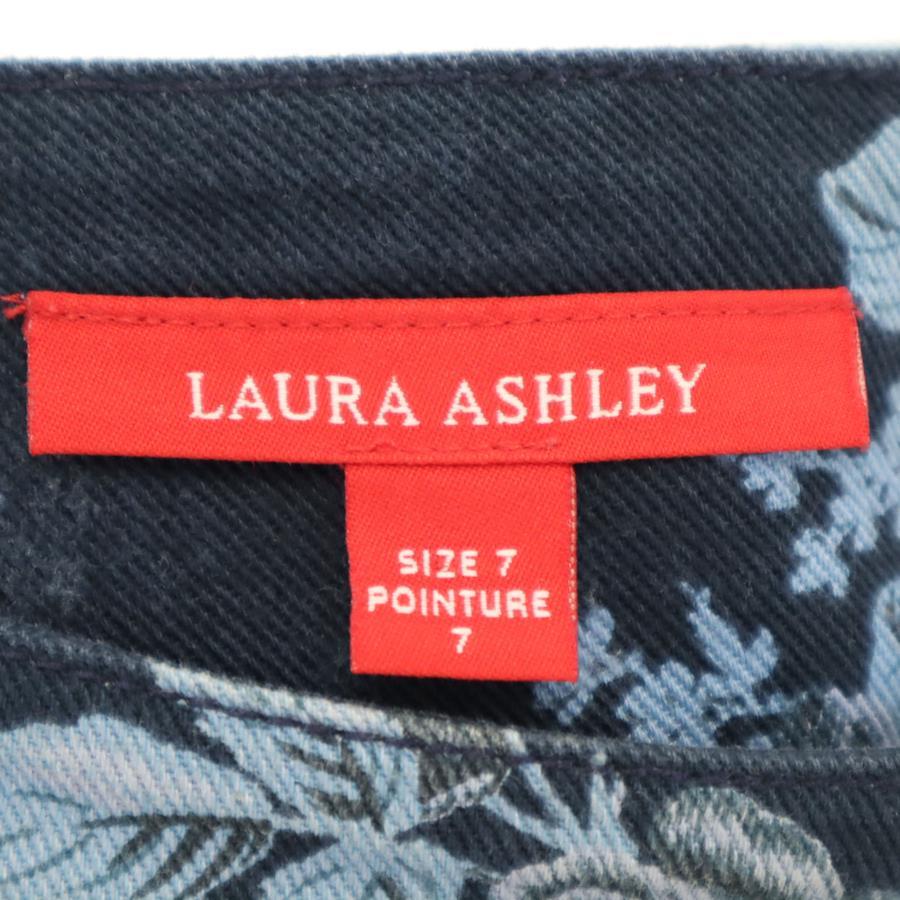 LAURA ASHLEY
SIZE 7
POINTURE
7